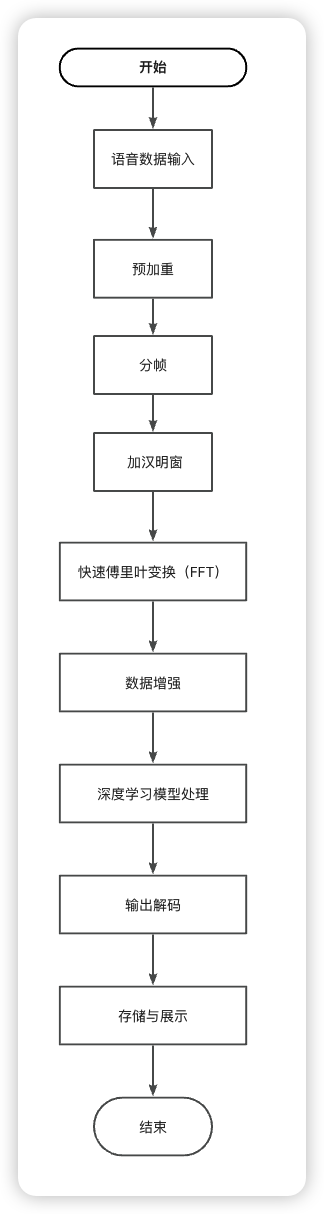 开始
语音数据输入
预加重
分帧
加汉明窗
快速傅里叶变换（FFT）
数据增强
深度学习模型处理
输出解码
存储与展示
结束